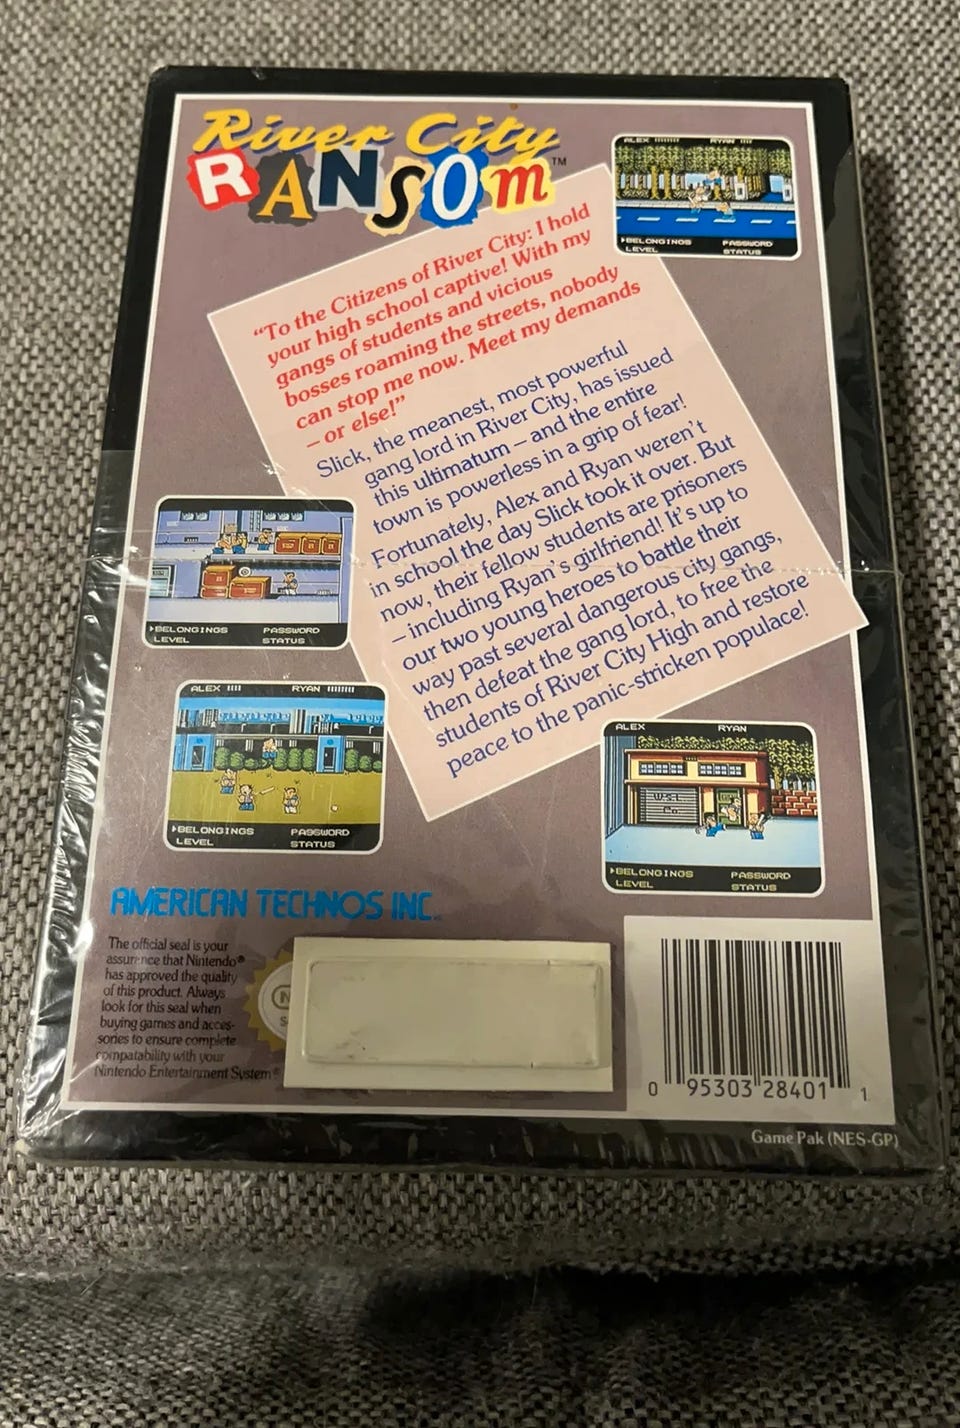 River City
RANSOM™
"To the Citizens of River City: I hold
your high school captive! With my
gangs of students and vicious
bosses roaming the streets, nobody
can stop me now. Meet my demands
– or else!"
Slick, the meanest, most powerful
gang lord in River City, has issued
this ultimatum – and the entire
town is powerless in a grip of fear!
Fortunately, Alex and Ryan weren't
in school the day Slick took it over. But
now, their fellow students are prisoners
– including Ryan's girlfriend! It's up to
our two young heroes to battle their
way past several dangerous city gangs,
then defeat the gang lord, to free the
students of River City High and restore
peace to the panic-stricken populace!
ALEX RYAN
BELONGINGS PASSWORD
LEVEL STATUS
BELONGINGS PASSWORD
LEVEL STATUS
ALEX RYAN
BELONGINGS PASSWORD
LEVEL STATUS
ALEX RYAN
W.S.L
Co.
BELONGINGS PASSWORD
LEVEL STATUS
AMERICAN TECHNOS INC.
The official seal is your
assurence that Nintendo®
has approved the quality
of this product. Always
look for this seal when
buying games and acces-
sories to ensure complete
compatability with your
Nintendo Entertainment System®
0 95303 28401 1
Game Pak (NES-GP)